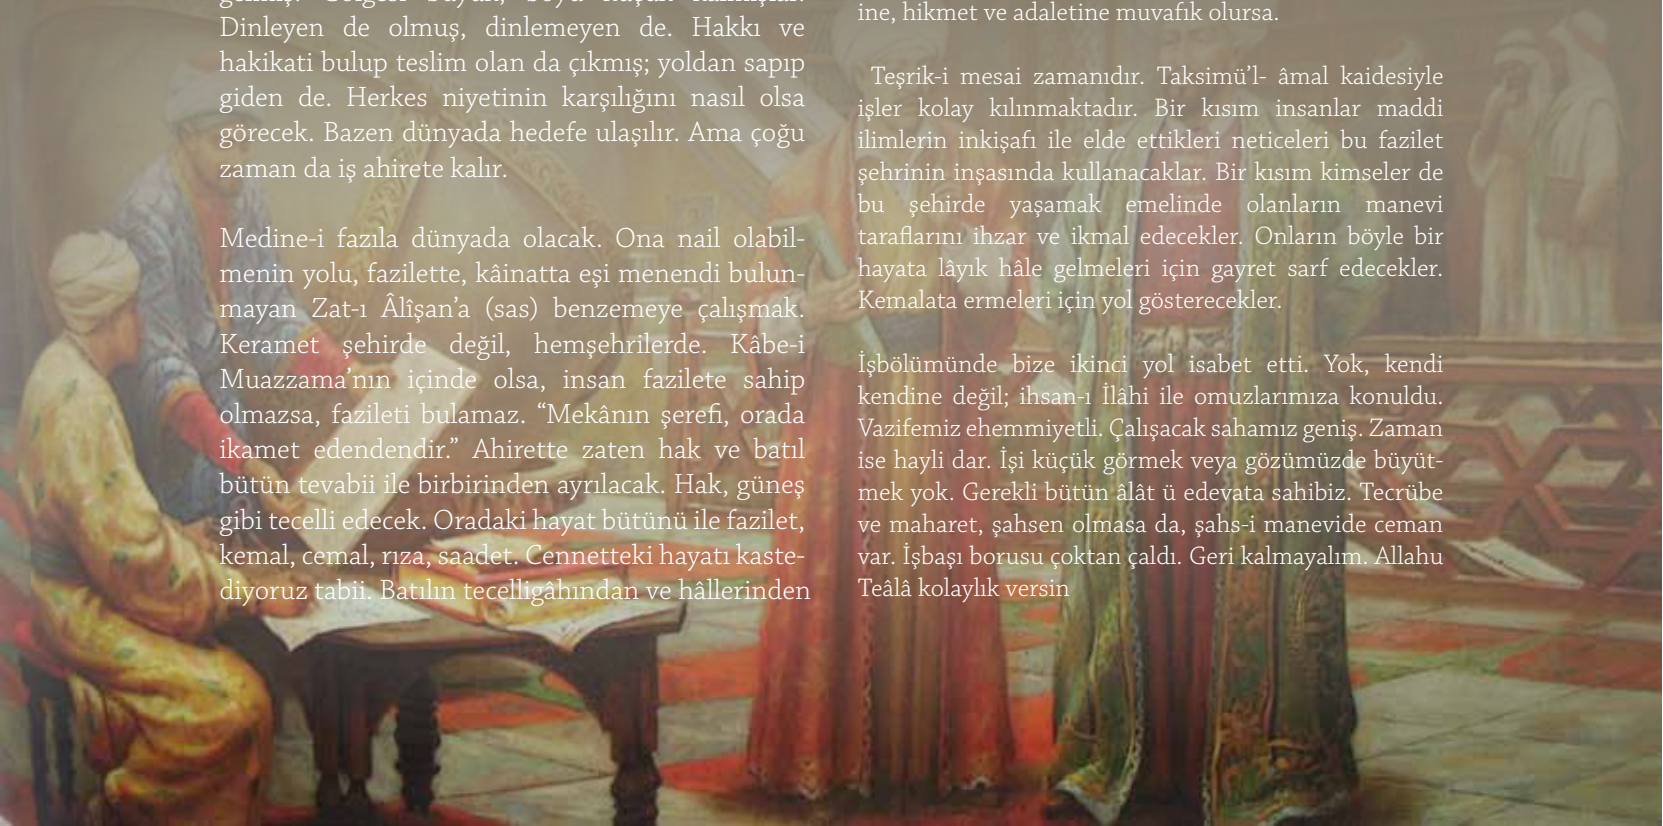 Dinleyen de olmuş, dinlemeyen de. Hakkı ve
hakikati bulup teslim olan da çıkmış; yoldan sapıp
giden de. Herkes niyetinin karşılığını nasıl olsa
görecek. Bazen dünyada hedefe ulaşılır. Ama çoğu
zaman da iş ahirete kalır.
Medine-i fazıla dünyada olacak. Ona nail olabil-
menin yolu, fazilette, kâinatta eşi menendi bulun-
mayan Zat-ı Âlîşan’a (sas) benzemeye çalışmak.
Keramet şehirde değil, hemşehrilerde. Kâbe-i
Muazzama’nın içinde olsa, insan fazilete sahip
olmazsa, fazileti bulamaz. “Mekânın şerefi, orada
ikamet edendendir.” Ahirette zaten hak ve batıl
bütün tevabii ile birbirinden ayrılacak. Hak, güneş
gibi tecelli edecek. Oradaki hayat bütünü ile fazilet,
kemal, cemal, rıza, saadet. Cennetteki hayatı kaste-
diyoruz tabii. Batılın tecelligâhından ve hâllerinden
ine, hikmet ve adaletine muvafık olursa.
Teşrik-i mesai zamanıdır. Taksimü’l- âmal kaidesiyle
işler kolay kılınmaktadır. Bir kısım insanlar maddi
ilimlerin inkişafı ile elde ettikleri neticeleri bu fazilet
şehrinin inşasında kullanacaklar. Bir kısım kimseler de
bu şehirde yaşamak emelinde olanların manevi
taraflarını ihzar ve ikmal edecekler. Onların böyle bir
hayata lâyık hâle gelmeleri için gayret sarf edecekler.
Kemalata ermeleri için yol gösterecekler.
İşbölümünde bize ikinci yol isabet etti. Yok, kendi
kendine değil; ihsan-ı İlâhi ile omuzlarımıza konuldu.
Vazifemiz ehemmiyetli. Çalışacak sahamız geniş. Zaman
ise hayli dar. İşi küçük görmek veya gözümüzde büyüt-
mek yok. Gerekli bütün âlât ü edevata sahibiz. Tecrübe
ve maharet, şahsen olmasa da, şahs-i manevide ceman
var. İşbaşı borusu çoktan çaldı. Geri kalmayalım. Allahu
Teâlâ kolaylık versin